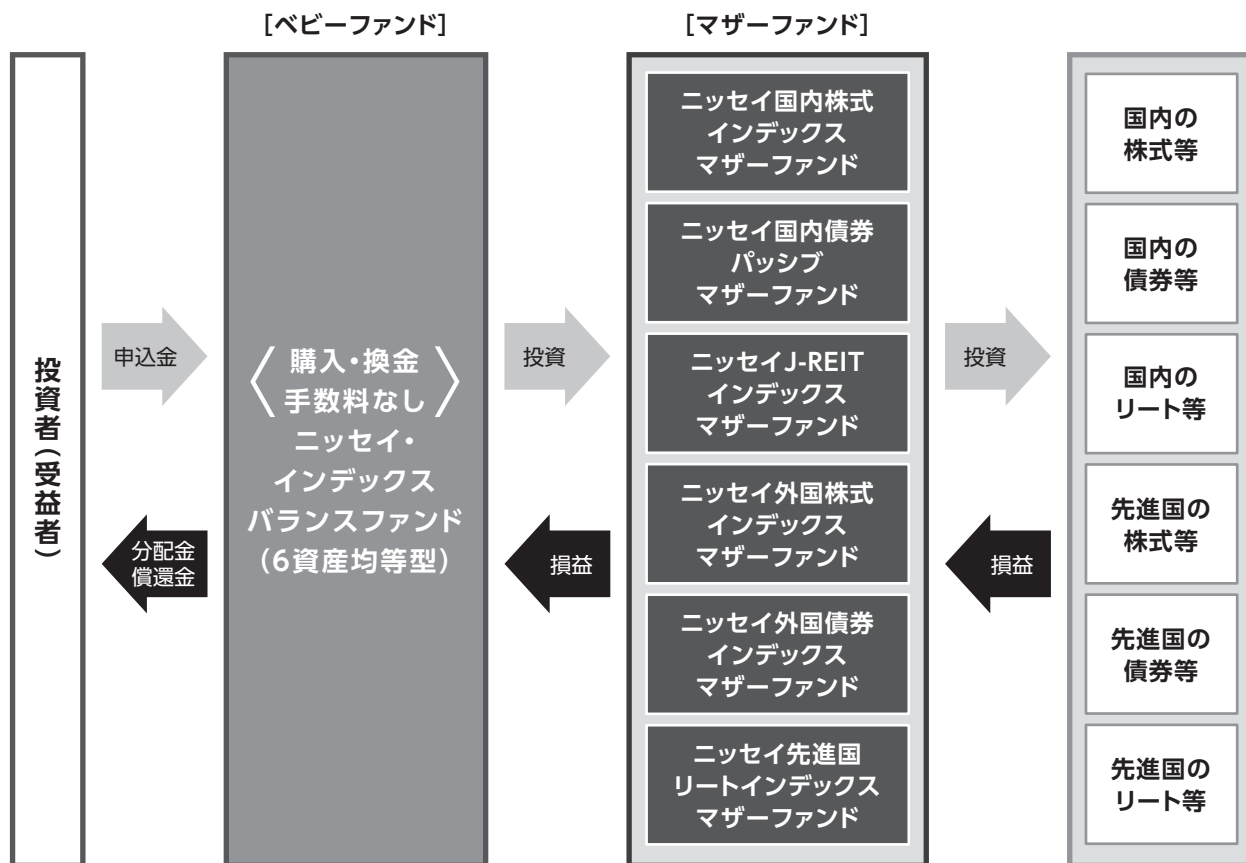 [ベビーファンド]
[マザーファンド]
投資者(受益者)
申込金
分配金
償還金
〈購入・換金
手数料なし〉
ニッセイ・
インデックス
バランスファンド
(6資産均等型)
投資
損益
ニッセイ国内株式
インデックス
マザーファンド
ニッセイ国内債券
パッシブ
マザーファンド
ニッセイJ-REIT
インデックス
マザーファンド
ニッセイ外国株式
インデックス
マザーファンド
ニッセイ外国債券
インデックス
マザーファンド
ニッセイ先進国
リートインデックス
マザーファンド
投資
損益
国内の
株式等
国内の
債券等
国内の
リート等
先進国の
株式等
先進国の
債券等
先進国の
リート等